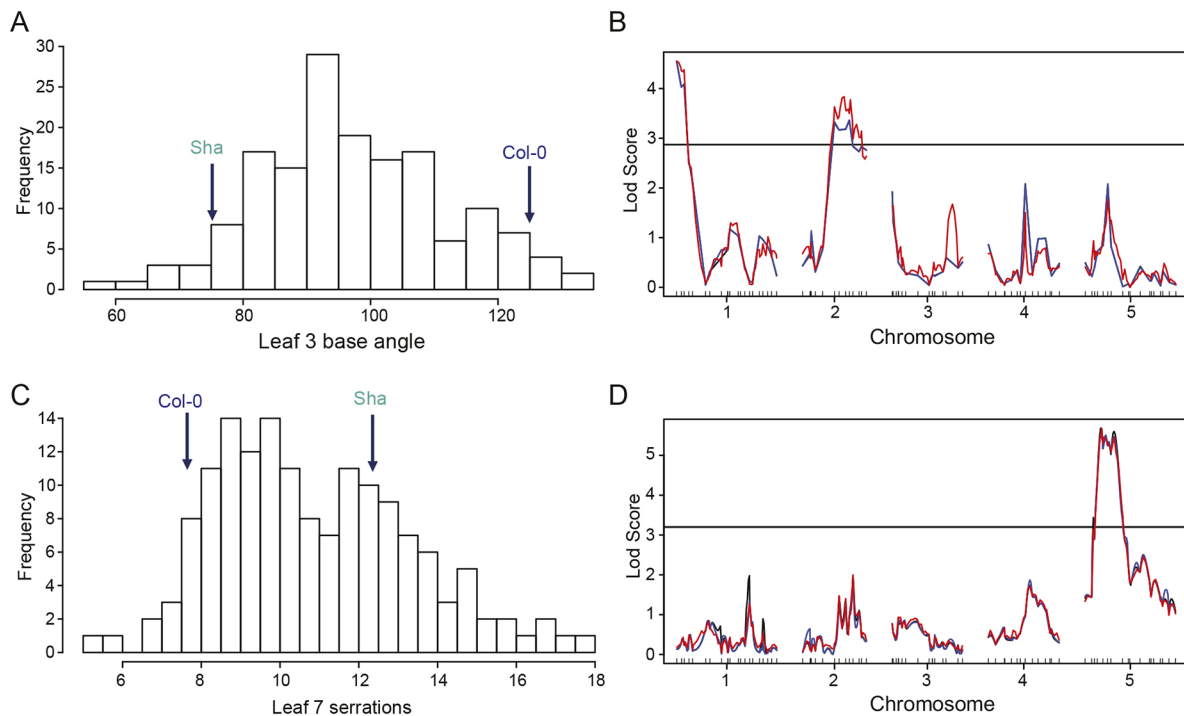 A
30
25
20
15
10
5
0
Frequency
Sha
Col-0
60 80 100 120
Leaf 3 base angle
B
4
3
2
1
0
Lod Score
1 2 3 4 5
Chromosome
C
14
12
10
8
6
4
2
0
Frequency
Col-0
Sha
6 8 10 12 14 16 18
Leaf 7 serrations
D
5
4
3
2
1
0
Lod Score
1 2 3 4 5
Chromosome